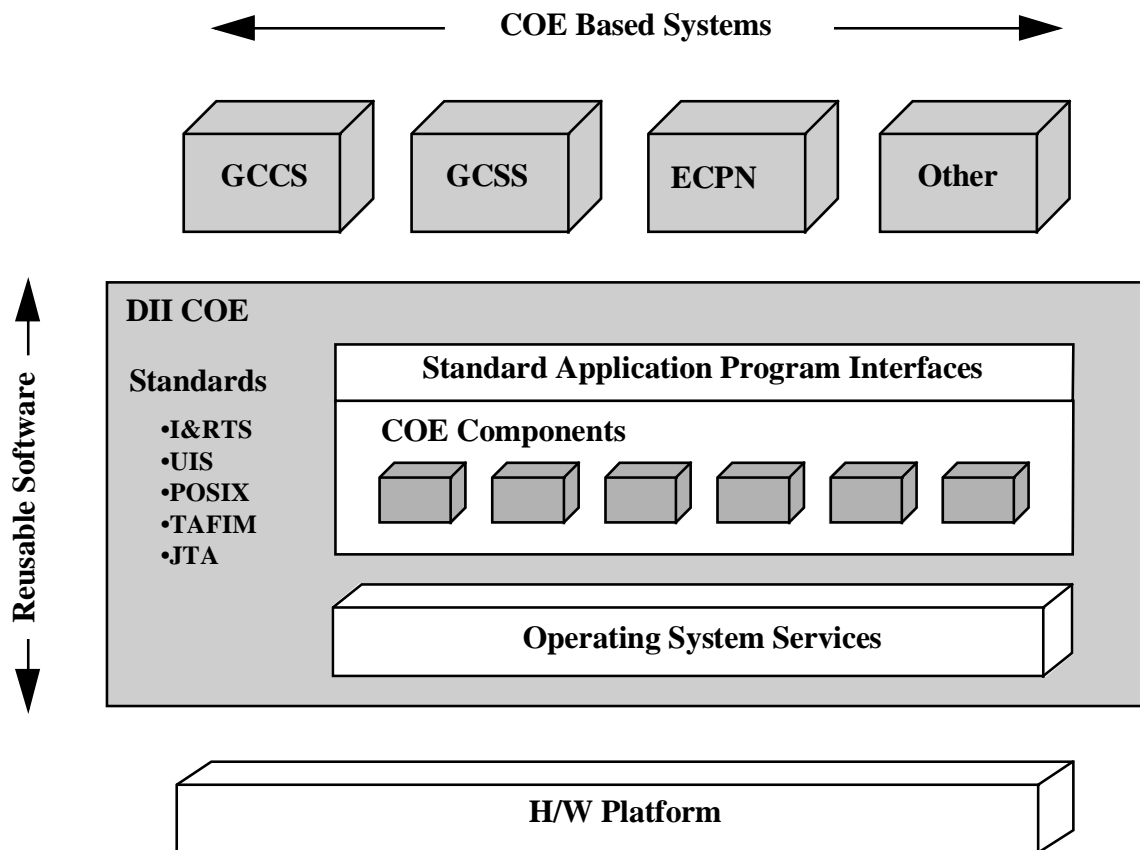 COE Based Systems
GCCS
GCSS
ECPN
Other
Reusable Software
DII COE
Standards
•I&RTS
•UIS
•POSIX
•TAFIM
•JTA
Standard Application Program Interfaces
COE Components
Operating System Services
H/W Platform